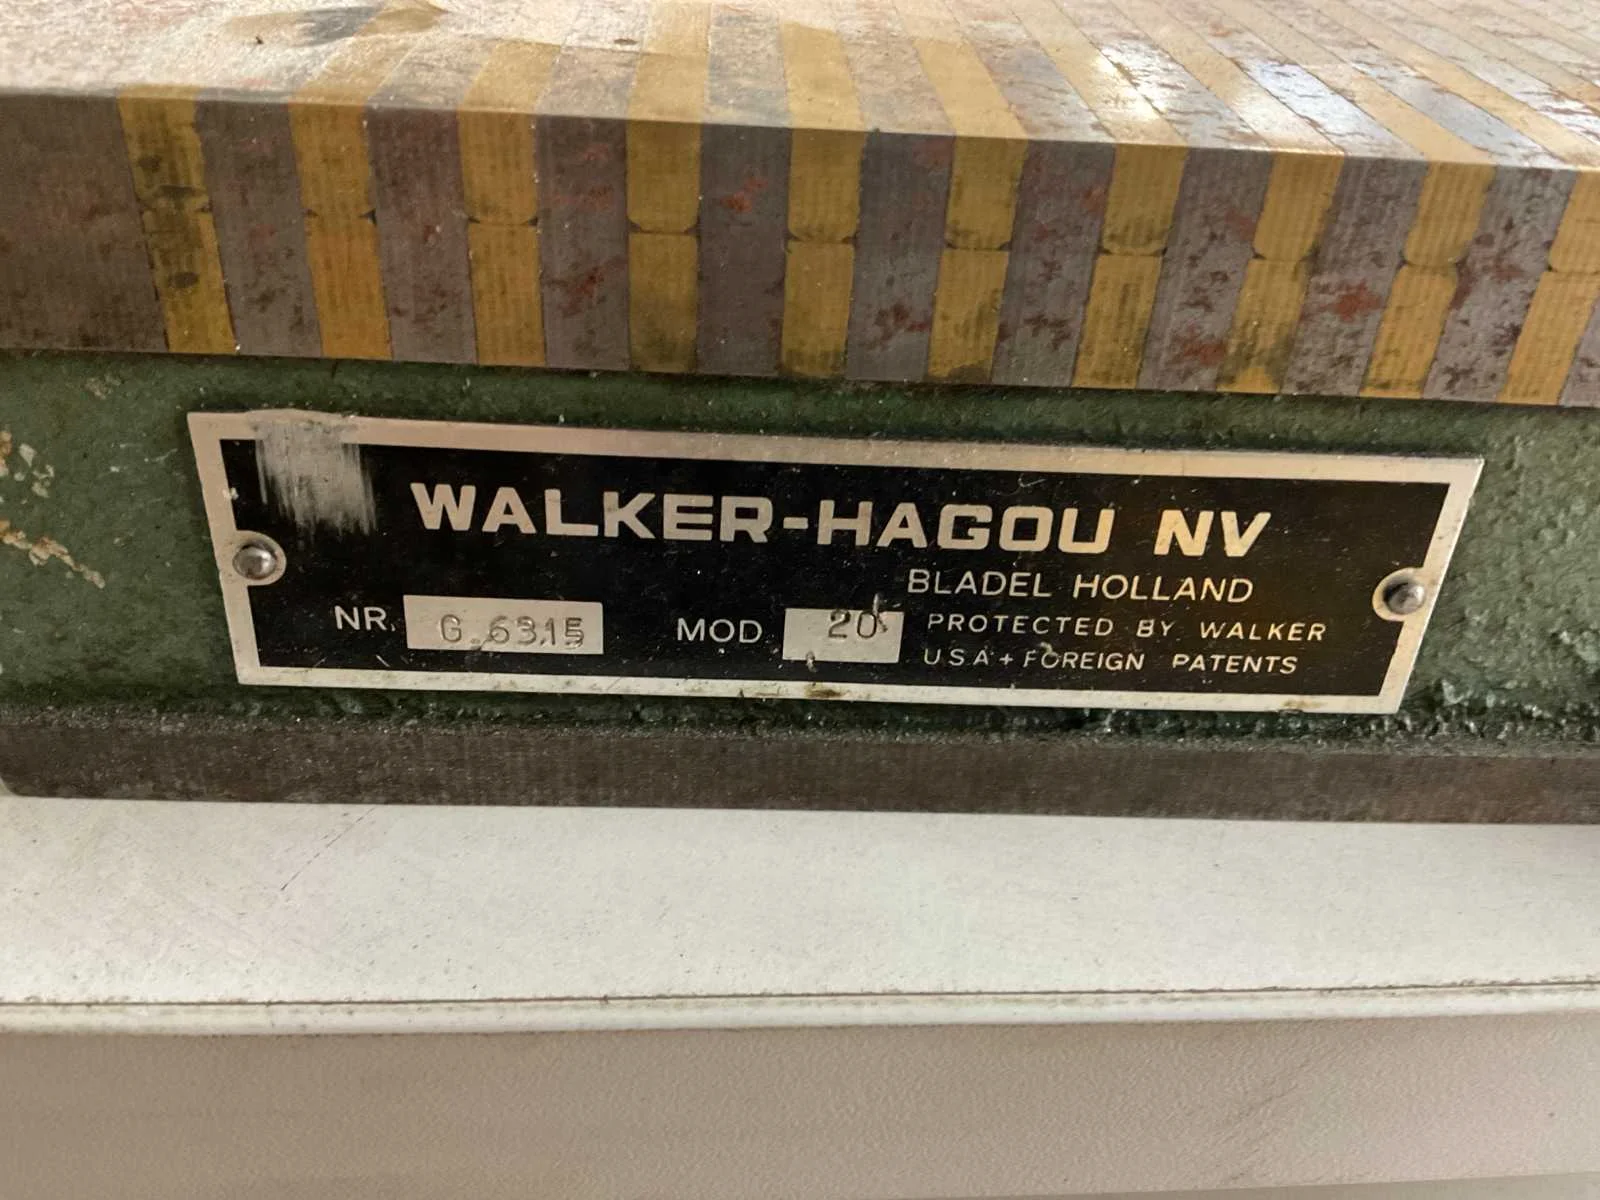 WALKER-HAGOU NV
BLADEL HOLLAND
NR. G.6315 MOD 20 PROTECTED BY WALKER
U.S.A + FOREIGN PATENTS